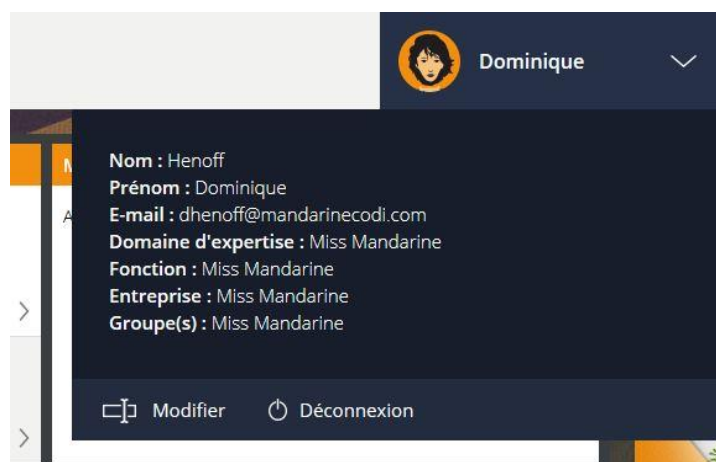 Dominique
Nom : Henoff
Prénom : Dominique
E-mail : dhenoff@mandarinecodi.com
Domaine d'expertise : Miss Mandarine
Fonction : Miss Mandarine
Entreprise : Miss Mandarine
Groupe(s) : Miss Mandarine
Modifier
Déconnexion